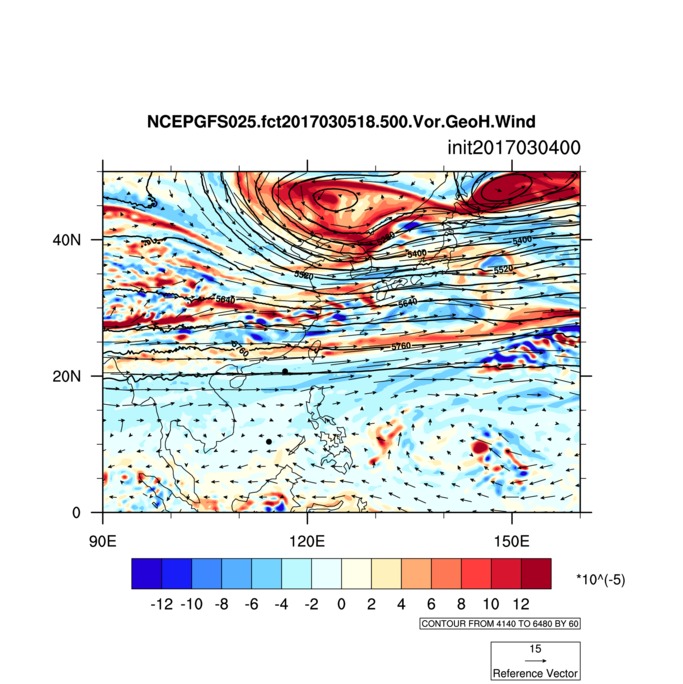 NCEPGFS025.fct2017030518.500.Vor.GeoH.Wind
init2017030400
40N
20N
0
90E 120E 150E
5400
5400
5520
5520
5640
5640
5760
5760
-12 -10 -8 -6 -4 -2 0 2 4 6 8 10 12
*10^(-5)
CONTOUR FROM 4140 TO 6480 BY 60
15
Reference Vector